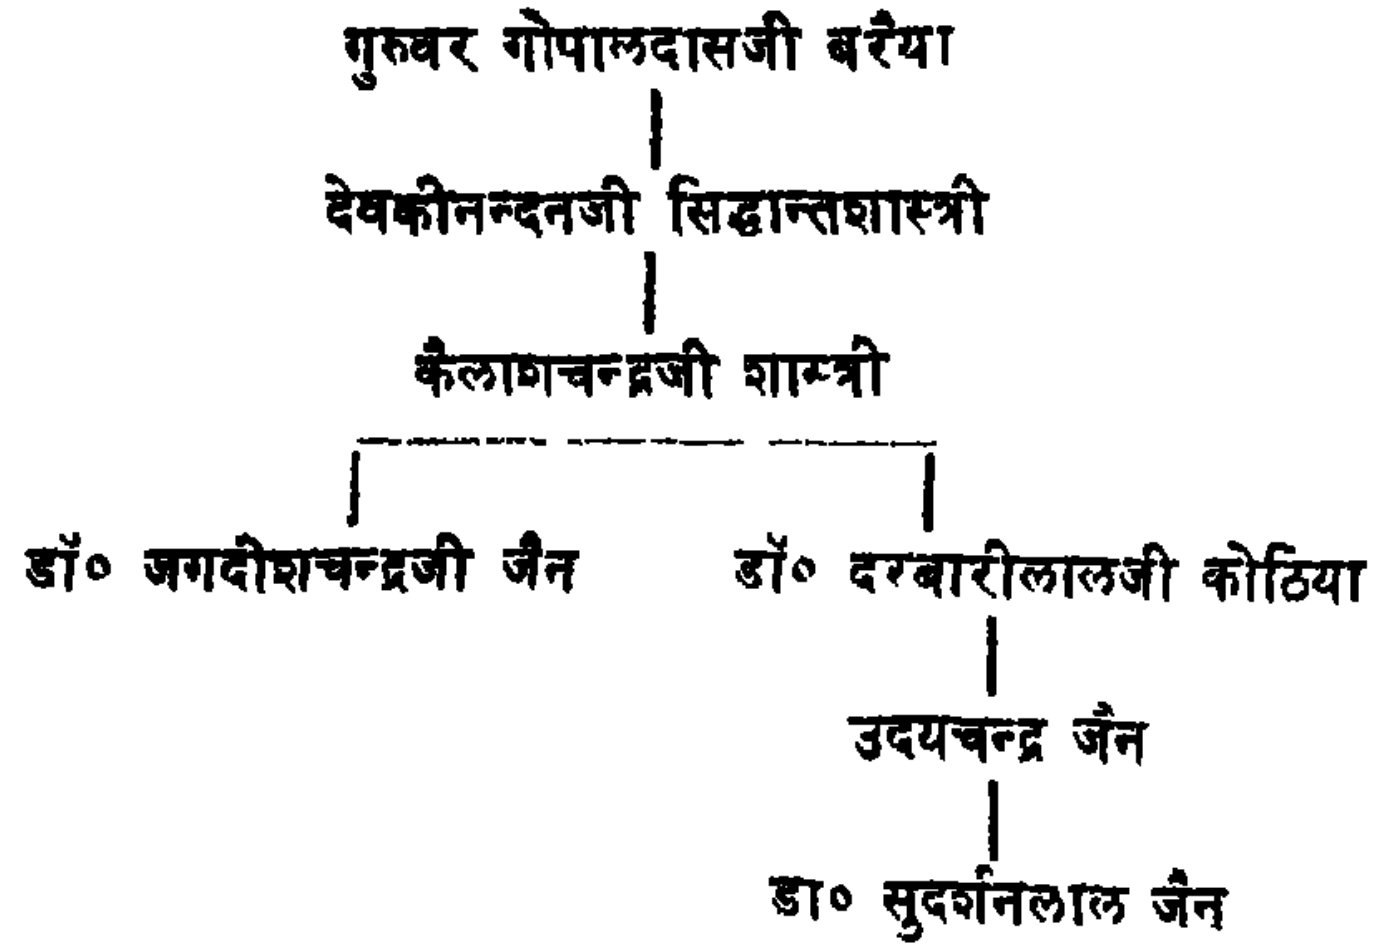 गुरुवर गोपालदासजी बरैया
देवकीनन्दनजी सिद्धान्तशास्त्री
कैलाशचन्द्रजी शास्त्री
डॉ० जगदीशचन्द्रजी जैन
डॉ० दरबारीलालजी कोठिया
उदयचन्द्र जैन
डा० सुदर्शनलाल जैन